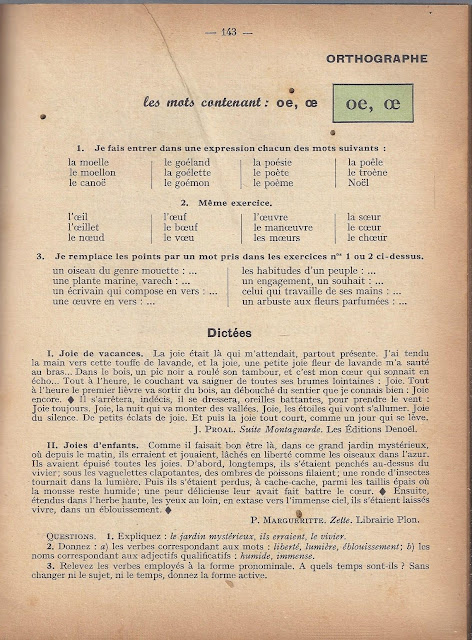 — 143 —
ORTHOGRAPHE
les mots contenant : oe, œ
oe, œ
1. Je fais entrer dans une expression chacun des mots suivants :
la moelle le goéland la poésie la poêle
le moellon la goélette le poète le troène
le canoë le goémon le poème Noël
2. Même exercice.
l'œil l'œuf l'œuvre la sœur
l'œillet le bœuf le manœuvre le cœur
le nœud le vœu les mœurs le chœur
3. Je remplace les points par un mot pris dans les exercices nos 1 ou 2 ci-dessus.
un oiseau du genre mouette : ... les habitudes d'un peuple : ...
une plante marine, varech : ... un engagement, un souhait : ...
un écrivain qui compose en vers : ... celui qui travaille de ses mains : ...
une œuvre en vers : ... un arbuste aux fleurs parfumées : ...
Dictées
I. Joie de vacances. La joie était là qui m'attendait, partout présente. J'ai tendu
la main vers cette touffe de lavande, et la joie, une petite joie fleur de lavande m'a sauté
au bras... Dans le bois, un pic noir a roulé son tambour, et c'est mon cœur qui sonnait en
écho... Tout à l'heure, le couchant va saigner de toutes ses brumes lointaines : Joie. Tout
à l'heure le premier lièvre va sortir du bois, au débouché du sentier que je connais bien : Joie
encore. ◆ Il s'arrêtera, indécis, il se dressera, oreilles battantes, pour prendre le vent :
Joie toujours. Joie, la nuit qui va monter des vallées. Joie, les étoiles qui vont s'allumer. Joie
du silence. De petits éclats de joie. Et puis la joie tout court, comme un jour qui se lève.
J. PROAL. Suite Montagnarde. Les Éditions Denoël.
II. Joies d'enfants. Comme il faisait bon être là, dans ce grand jardin mystérieux,
où depuis le matin, ils erraient et jouaient, lâchés en liberté comme les oiseaux dans l'azur.
Ils avaient épuisé toutes les joies. D'abord, longtemps, ils s'étaient penchés au-dessus du
vivier; sous les vaguelettes clapotantes, des ombres de poissons filaient; une ronde d'insectes
tournait dans la lumière. Puis ils s'étaient perdus, à cache-cache, parmi les taillis épais où
la mousse reste humide; une peur délicieuse leur avait fait battre le cœur. ◆ Ensuite,
étendus dans l'herbe haute, les yeux au loin, en extase vers l'immense ciel, ils s'étaient laissés
vivre, dans un éblouissement. ◆
P. MARGUERITTE. Zette. Librairie Plon.
QUESTIONS. 1. Expliquez : le jardin mystérieux, ils erraient, le vivier.
2. Donnez : a) les verbes correspondant aux mots : liberté, lumière, éblouissement; b) les
noms correspondant aux adjectifs qualificatifs : humide, immense.
3. Relevez les verbes employés à la forme pronominale. A quels temps sont-ils ? Sans
changer ni le sujet, ni le temps, donnez la forme active.